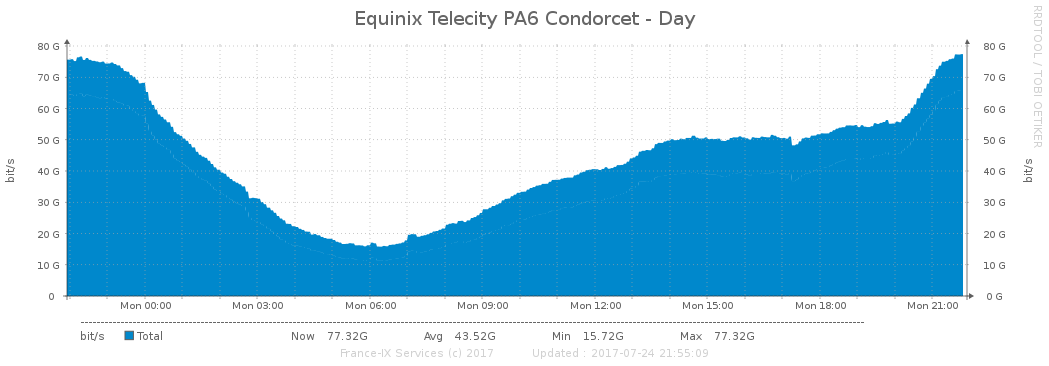 Equinix Telecity PA6 Condorcet - Day
RRDTOOL / TOBI OETIKER
80 G 80 G
70 G 70 G
60 G 60 G
50 G 50 G
40 G 40 G
30 G 30 G
20 G 20 G
10 G 10 G
0 0 G
bit/s bit/s
Mon 00:00 Mon 03:00 Mon 06:00 Mon 09:00 Mon 12:00 Mon 15:00 Mon 18:00 Mon 21:00
bit/s Total Now 77.32G Avg 43.52G Min 15.72G Max 77.32G
France-IX Services (c) 2017 Updated : 2017-07-24 21:55:09